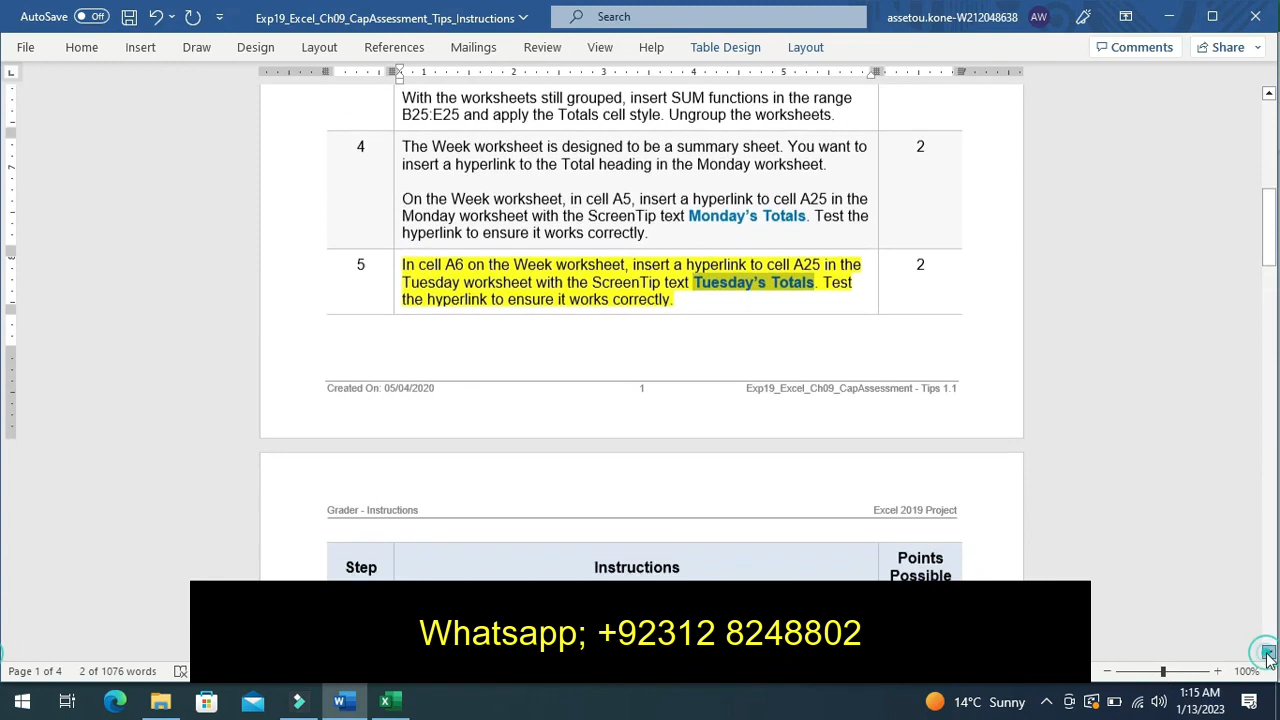 AutoSave Off Exp19_Excel_Ch09_CapAssessment_Tips_Instructions Search assetou.kone-W212048638 AW
File Home Insert Draw Design Layout References Mailings Review View Help Table Design Layout Comments Share
1 2 3 4 5
With the worksheets still grouped, insert SUM functions in the range
B25:E25 and apply the Totals cell style. Ungroup the worksheets.
4 The Week worksheet is designed to be a summary sheet. You want to 2
insert a hyperlink to the Total heading in the Monday worksheet.
On the Week worksheet, in cell A5, insert a hyperlink to cell A25 in the
Monday worksheet with the ScreenTip text Monday’s Totals. Test the
hyperlink to ensure it works correctly.
5 In cell A6 on the Week worksheet, insert a hyperlink to cell A25 in the 2
Tuesday worksheet with the ScreenTip text Tuesday’s Totals. Test
the hyperlink to ensure it works correctly.
Created On: 05/04/2020 1 Exp19_Excel_Ch09_CapAssessment - Tips 1.1
Grader - Instructions Excel 2019 Project
Step Instructions Points
Possible
Whatsapp; +92312 8248802
Page 1 of 4 2 of 1076 words 100%
14°C Sunny 1:15 AM
1/13/2023